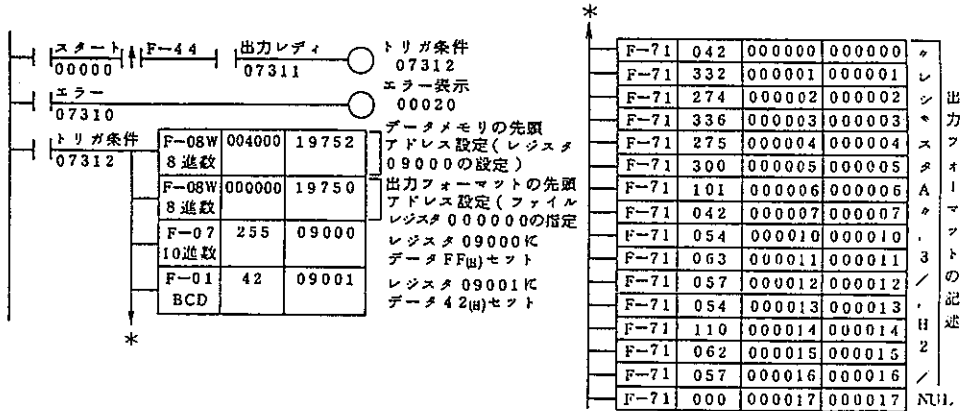 スタート F-44 出力レディ トリガ条件
00000 07311 07312
エラー エラー表示
07310 00020
トリガ条件
07312
F-08W 004000 19752
8進数
データメモリの先頭
アドレス設定(レジスタ
09000の設定)
F-08W 000000 19750
8進数
出力フォーマットの先頭
アドレス設定(ファイル
レジスタ000000の指定
F-07 255 09000
10進数
レジスタ09000に
データFF(H)セット
F-01 42 09001
BCD
レジスタ09001に
データ42(H)セット
*
*
F-71 042 000000 000000 〃
F-71 332 000001 000001 レ
F-71 274 000002 000002 シ
F-71 336 000003 000003 ゛
F-71 275 000004 000004 ス
F-71 300 000005 000005 タ
F-71 101 000006 000006 A
F-71 042 000007 000007 〃
F-71 054 000010 000010 ,
F-71 063 000011 000011 3
F-71 057 000012 000012 /
F-71 054 000013 000013 ,
F-71 110 000014 000014 H
F-71 062 000015 000015 2
F-71 057 000016 000016 /
F-71 000 000017 000017 NUL
出力フォーマットの記述